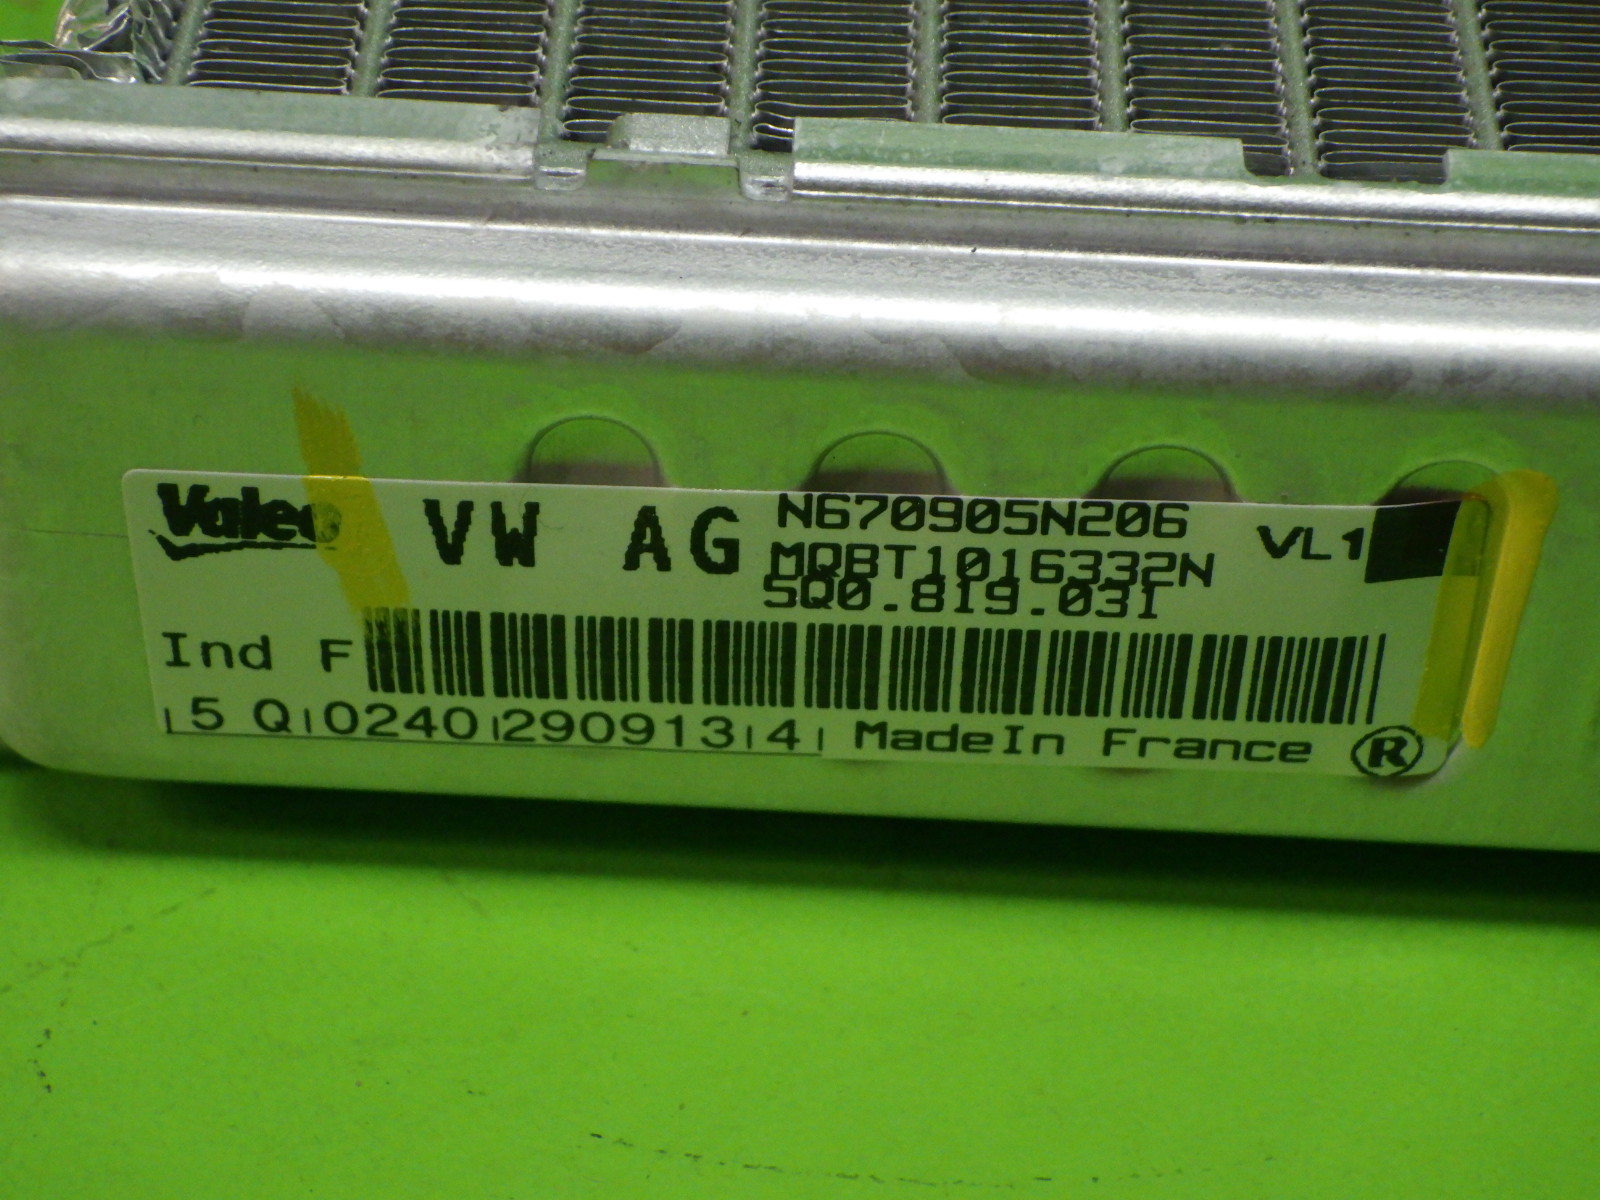 Valeo VW AG N670905N206 VL1
MQBT1016332N
5Q0.819.031
Ind F
5 Q 0240 290913 4 MadeIn France R